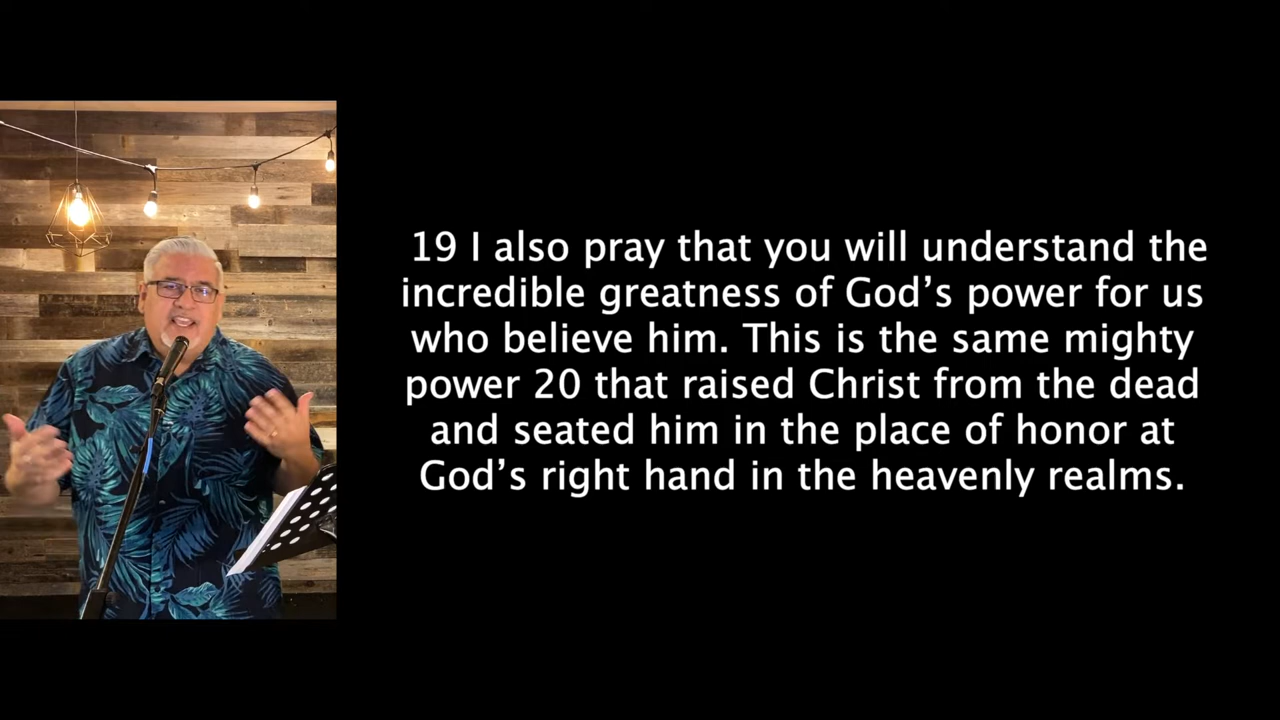 19 I also pray that you will understand the
incredible greatness of God’s power for us
who believe him. This is the same mighty
power 20 that raised Christ from the dead
and seated him in the place of honor at
God’s right hand in the heavenly realms.